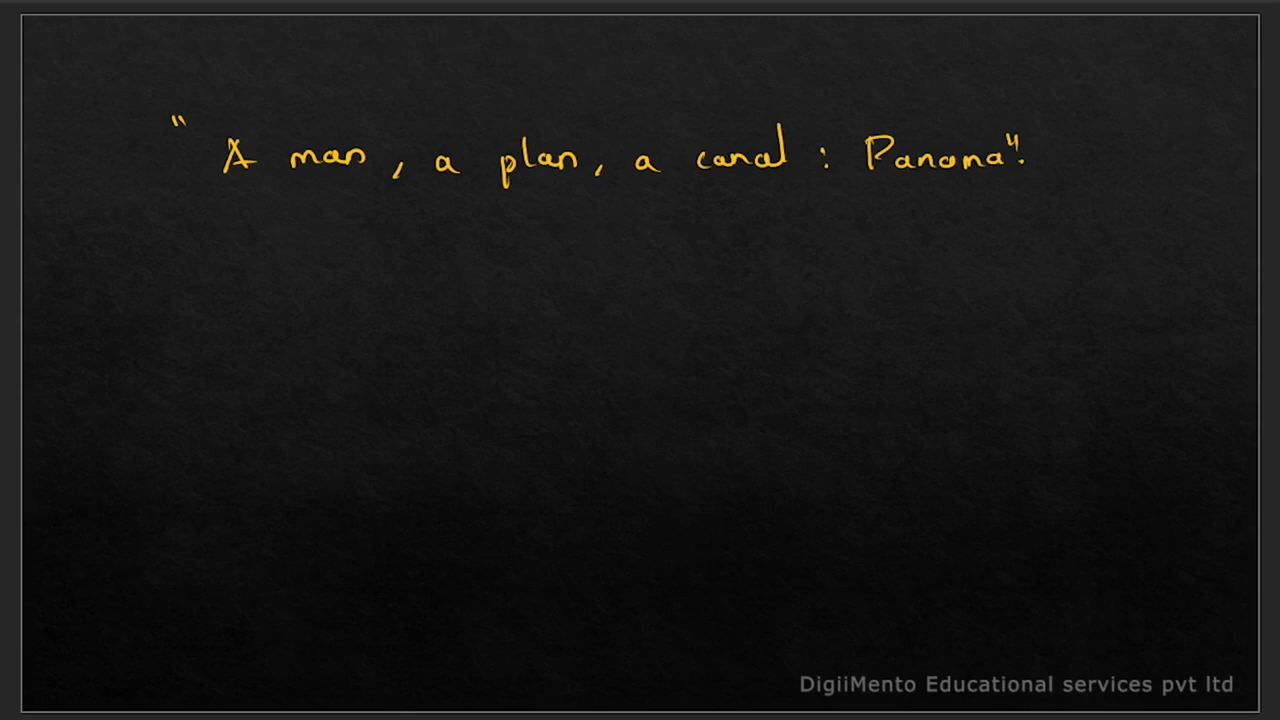 "A man, a plan, a canal : Panama".
DigiiMento Educational services pvt ltd